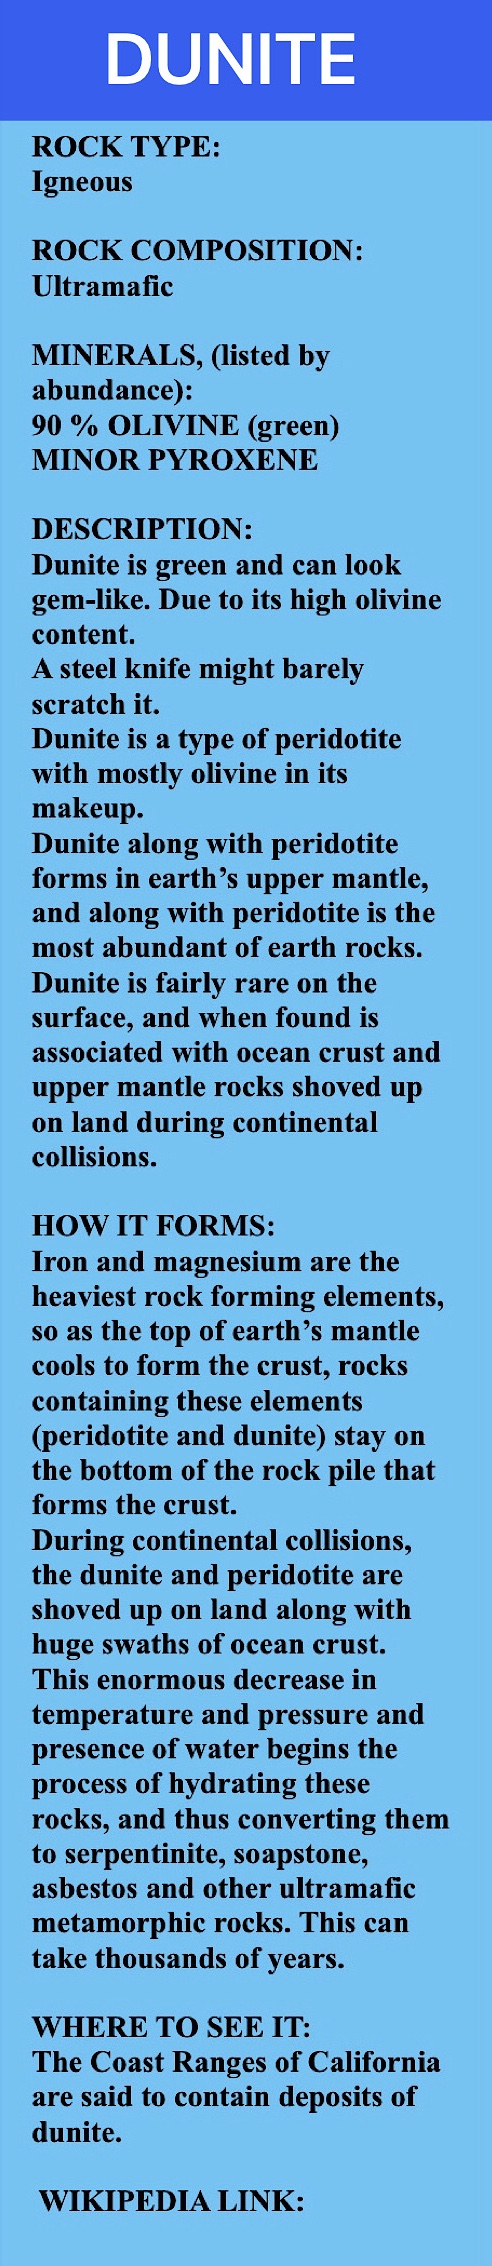 DUNITE
ROCK TYPE:
Igneous
ROCK COMPOSITION:
Ultramafic
MINERALS, (listed by
abundance):
90 % OLIVINE (green)
MINOR PYROXENE
DESCRIPTION:
Dunite is green and can look
gem-like. Due to its high olivine
content.
A steel knife might barely
scratch it.
Dunite is a type of peridotite
with mostly olivine in its
makeup.
Dunite along with peridotite
forms in earth’s upper mantle,
and along with peridotite is the
most abundant of earth rocks.
Dunite is fairly rare on the
surface, and when found is
associated with ocean crust and
upper mantle rocks shoved up
on land during continental
collisions.
HOW IT FORMS:
Iron and magnesium are the
heaviest rock forming elements,
so as the top of earth’s mantle
cools to form the crust, rocks
containing these elements
(peridotite and dunite) stay on
the bottom of the rock pile that
forms the crust.
During continental collisions,
the dunite and peridotite are
shoved up on land along with
huge swaths of ocean crust.
This enormous decrease in
temperature and pressure and
presence of water begins the
process of hydrating these
rocks, and thus converting them
to serpentinite, soapstone,
asbestos and other ultramafic
metamorphic rocks. This can
take thousands of years.
WHERE TO SEE IT:
The Coast Ranges of California
are said to contain deposits of
dunite.
WIKIPEDIA LINK: